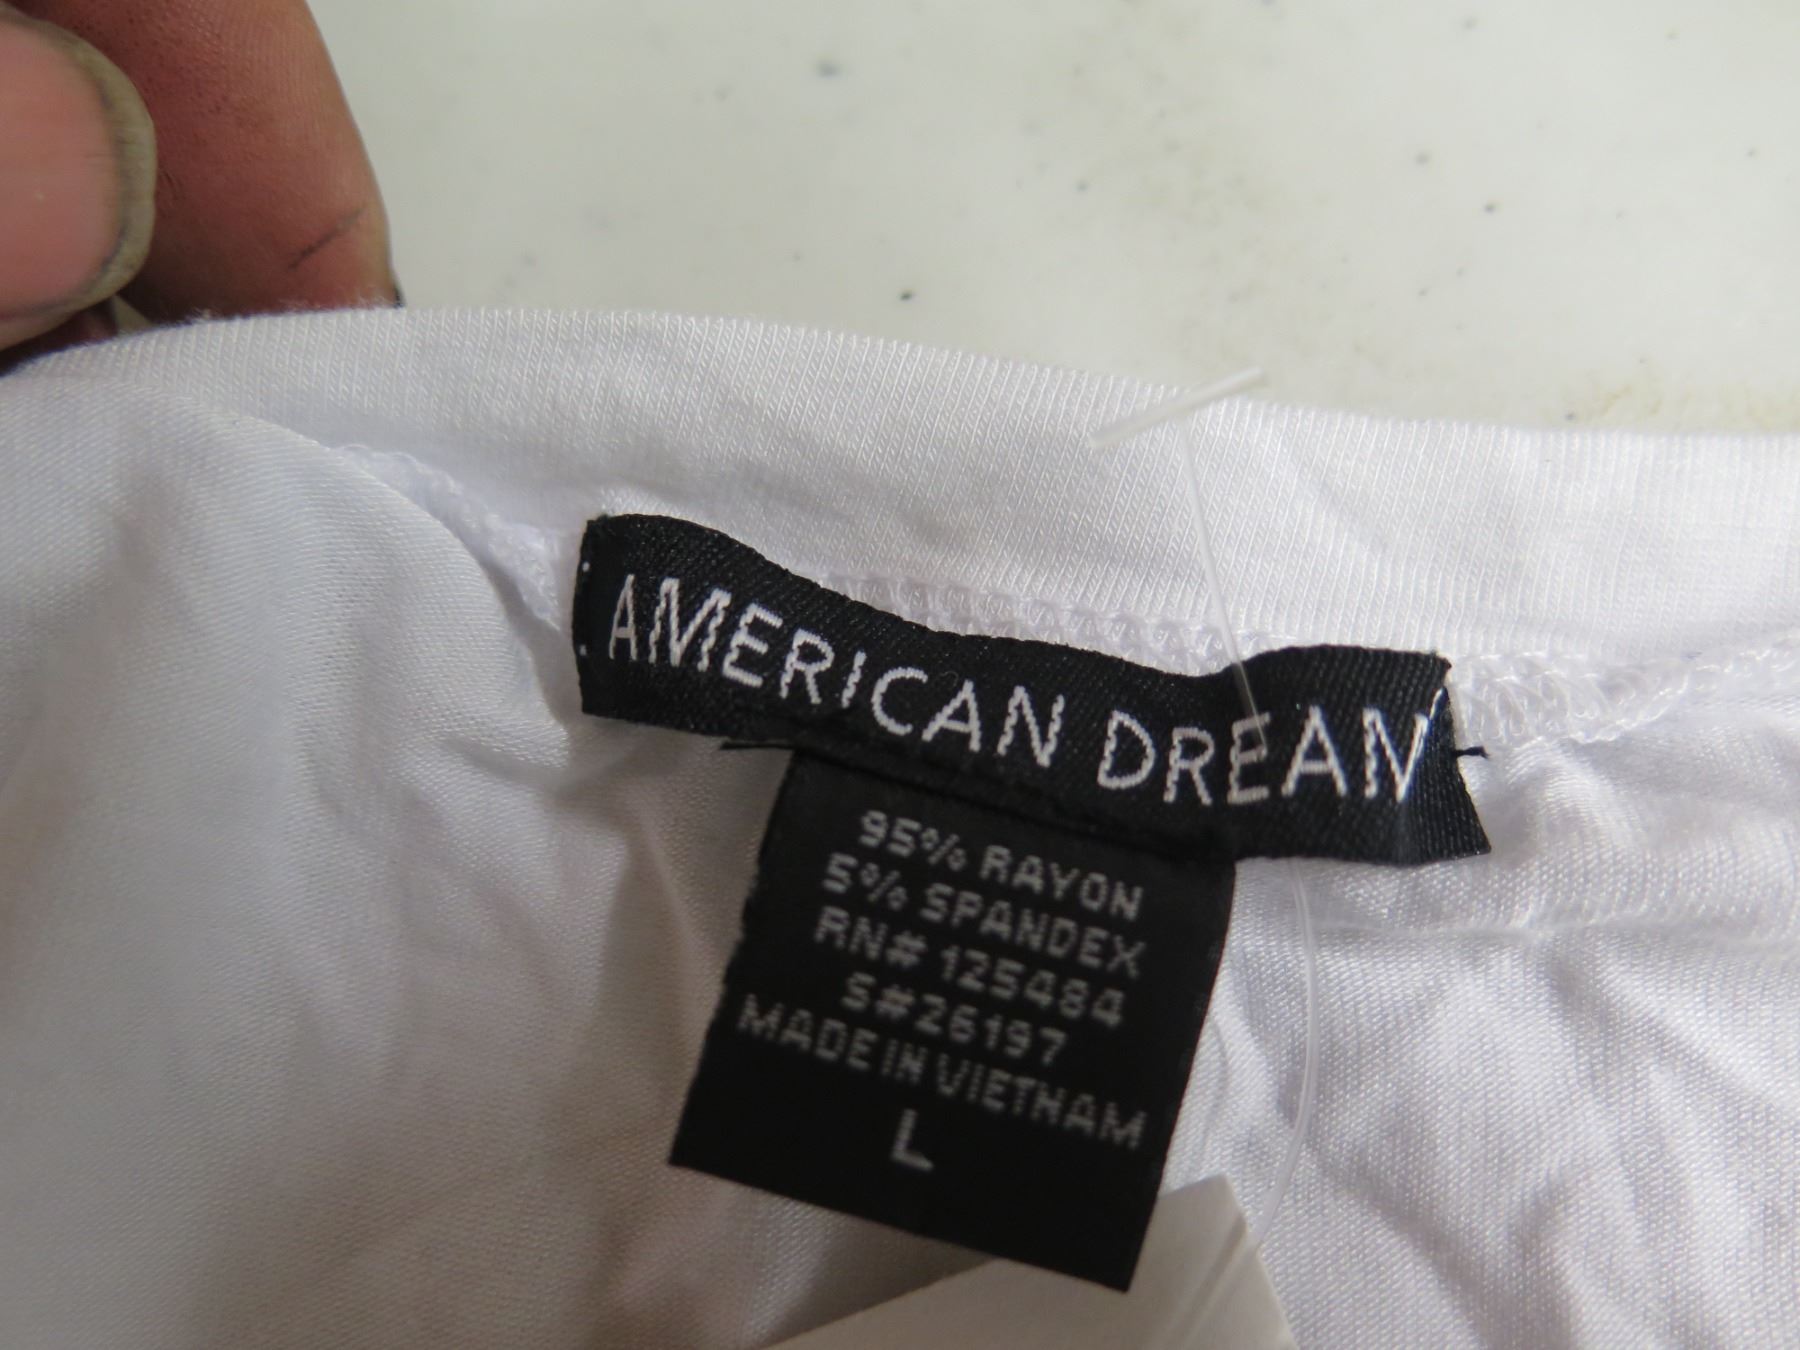 AMERICAN DREAM
95% RAYON
5% SPANDEX
RN# 125484
S#26197
MADE IN VIETNAM
L